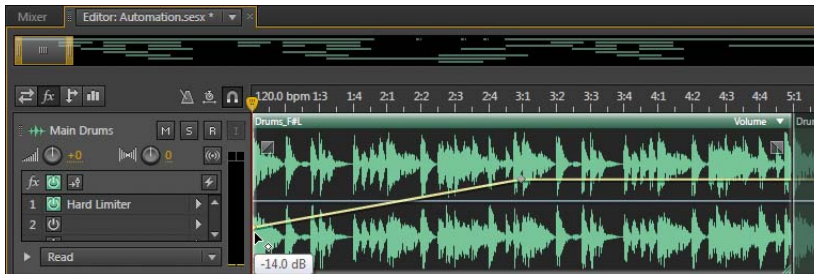 Mixer Editor: Automation.sesx * ×
fx 120.0 bpm 1:3 1:4 2:1 2:2 2:3 2:4 3:1 3:2 3:3 3:4 4:1 4:2 4:3 4:4 5:1
Drums_F#L Volume Drun
Main Drums M S R I
+0 0
fx
1 Hard Limiter
2
Read
-14.0 dB